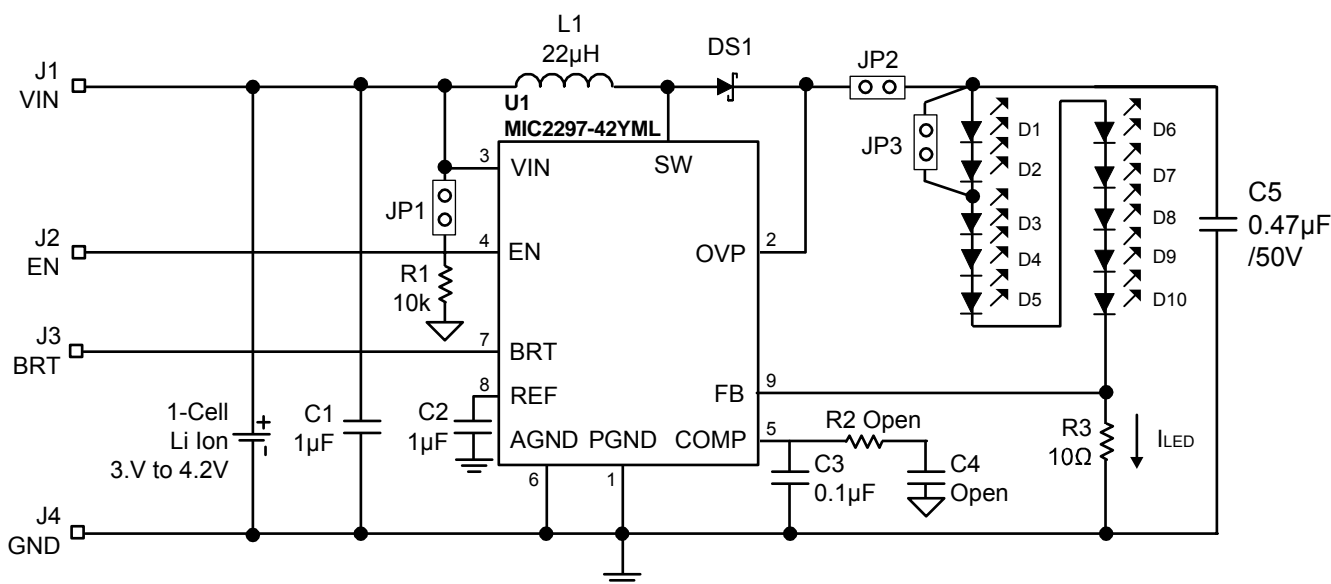 L1
22µH
DS1
JP2
J1
VIN
U1
MIC2297-42YML
3
VIN
SW
JP1
JP3
D1
D2
D3
D4
D5
D6
D7
D8
D9
D10
C5
0.47µF
/50V
J2
EN
4
EN
OVP
2
R1
10k
J3
BRT
7
BRT
8
REF
FB
9
1-Cell
Li Ion
3.V to 4.2V
+
-
C1
1µF
C2
1µF
AGND
PGND
COMP
5
R2 Open
R3
10Ω
ILED
6
1
C3
0.1µF
C4
Open
J4
GND